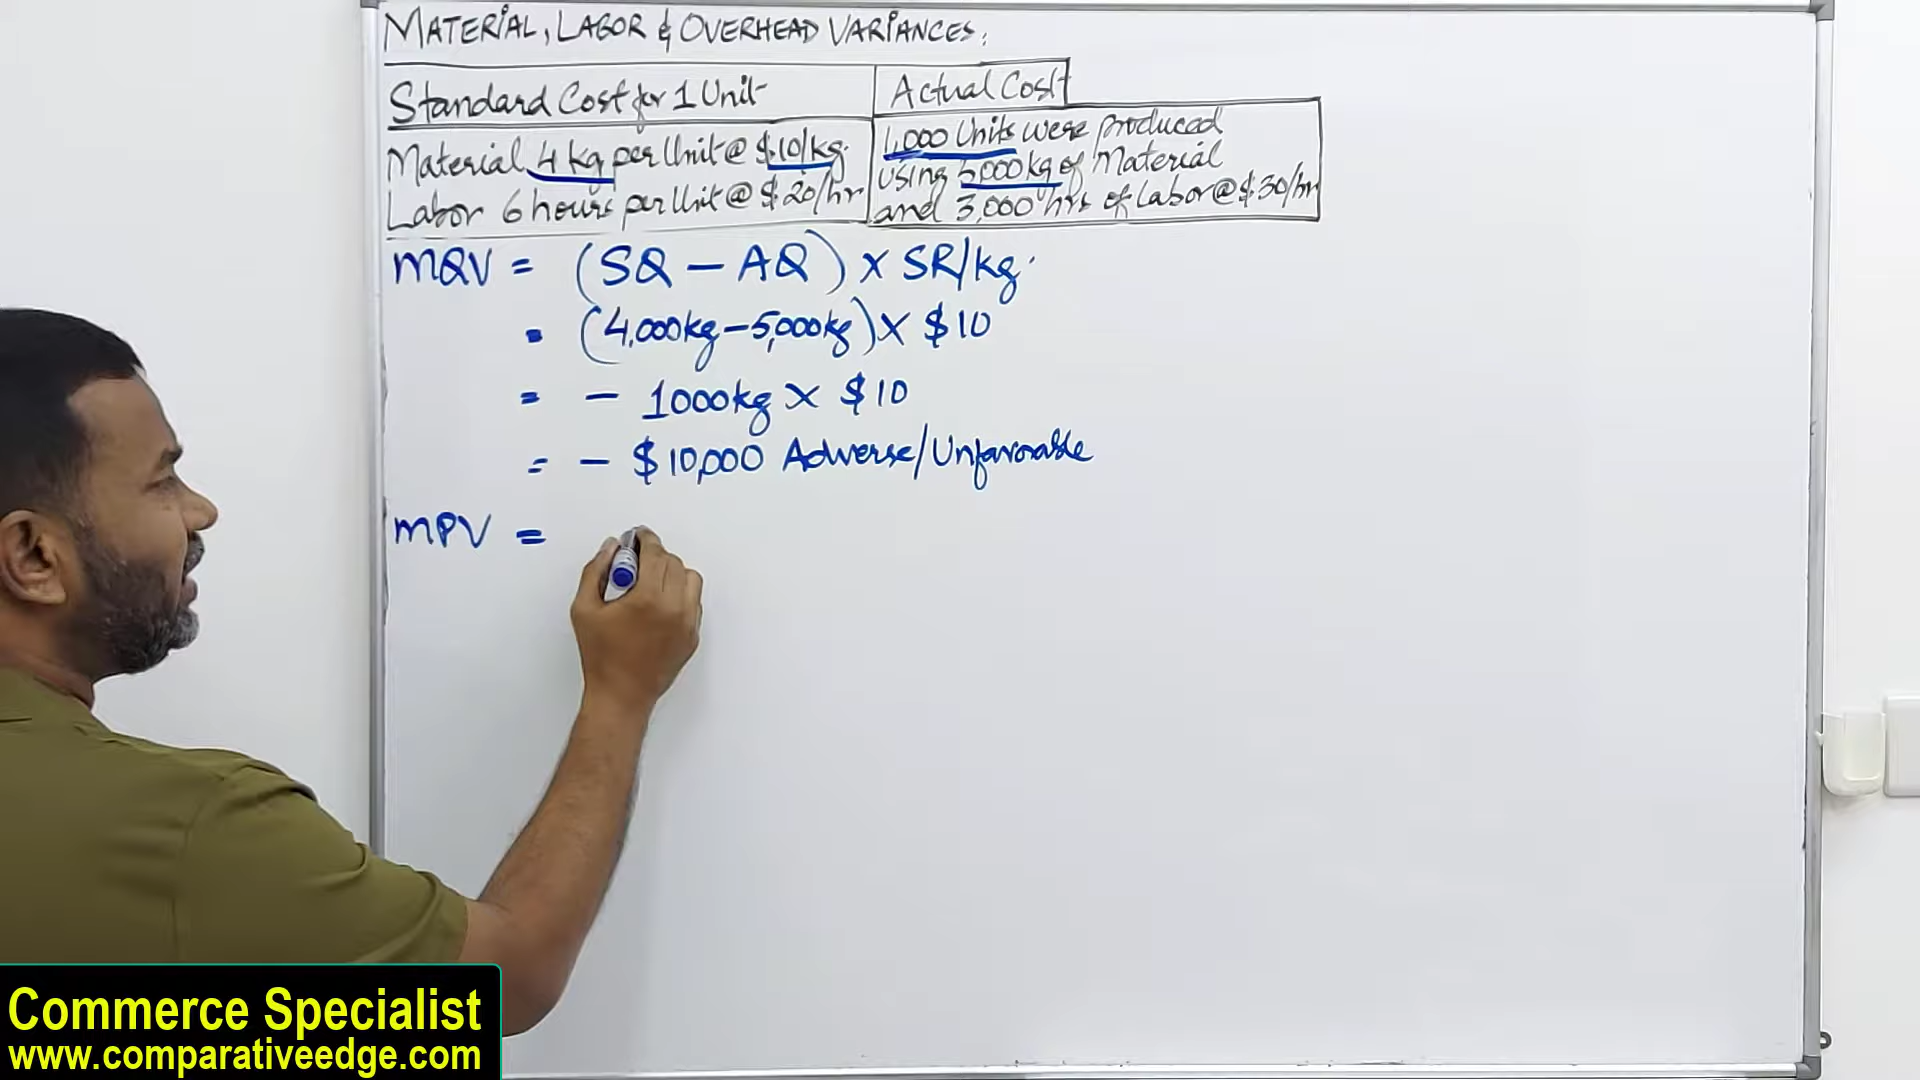 MATERIAL, LABOR & OVERHEAD VARIANCES;
Standard Cost for 1 Unit
Material 4 kg per Unit @ $10/kg.
Labor 6 hours per Unit @ $20/hr
Actual Cost
1,000 Units were produced
using 5,000kg of Material
and 3,000 hrs of Labor @ $30/hr
MQV = (SQ – AQ) × SR/kg.
= (4,000kg – 5,000kg) × $10
= – 1000kg × $10
= – $10,000 Adverse/Unfavorable
MPV =
Commerce Specialist
www.comparativeedge.com